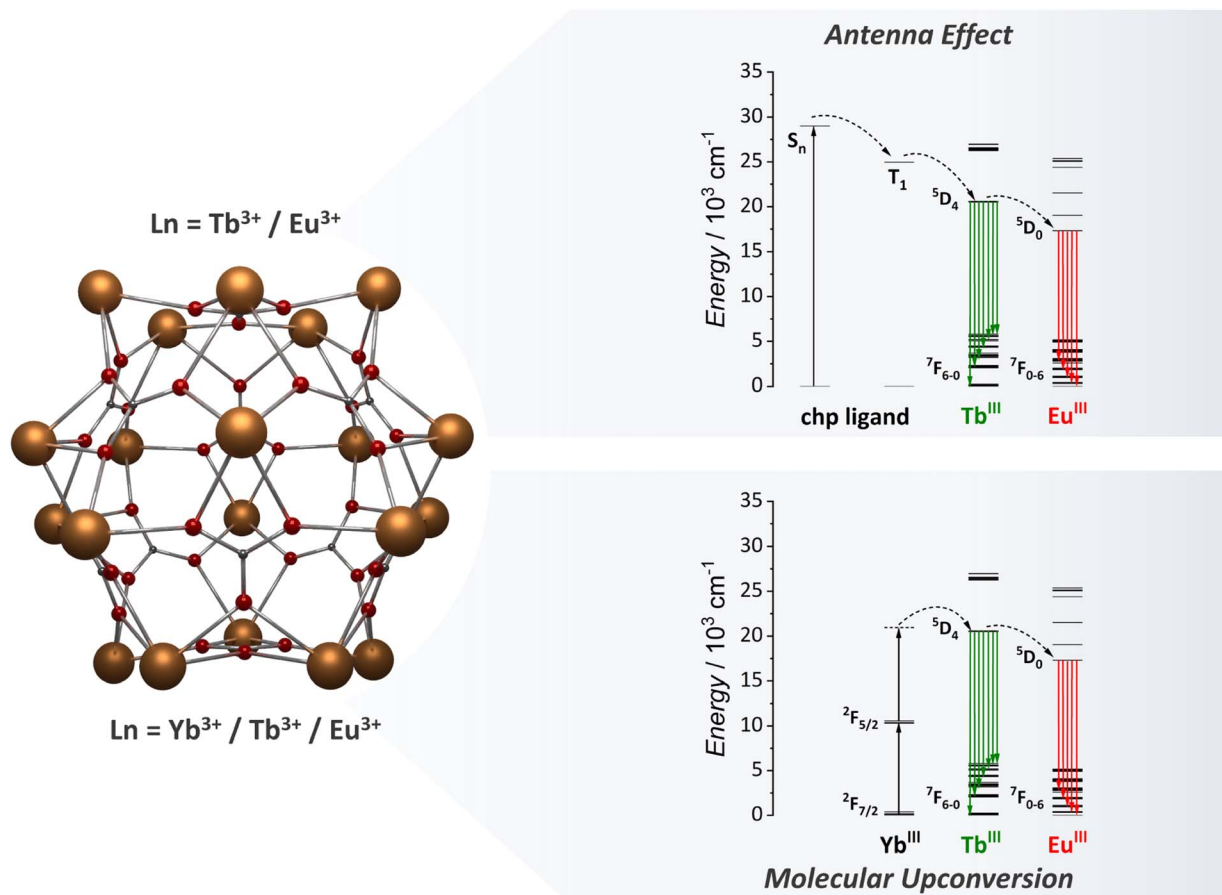 Antenna Effect
Energy / 10³ cm⁻¹
35
30
25
20
15
10
5
0
Sₙ
T₁
⁵D₄
⁵D₀
⁷F₆₋₀
⁷F₀₋₆
chp ligand
Tbᴵᴵᴵ
Euᴵᴵᴵ
Ln = Tb³⁺ / Eu³⁺
Ln = Yb³⁺ / Tb³⁺ / Eu³⁺
Energy / 10³ cm⁻¹
35
30
25
20
15
10
5
0
⁵D₄
⁵D₀
²F₅/₂
²F₇/₂
⁷F₆₋₀
⁷F₀₋₆
Ybᴵᴵᴵ
Tbᴵᴵᴵ
Euᴵᴵᴵ
Molecular Upconversion